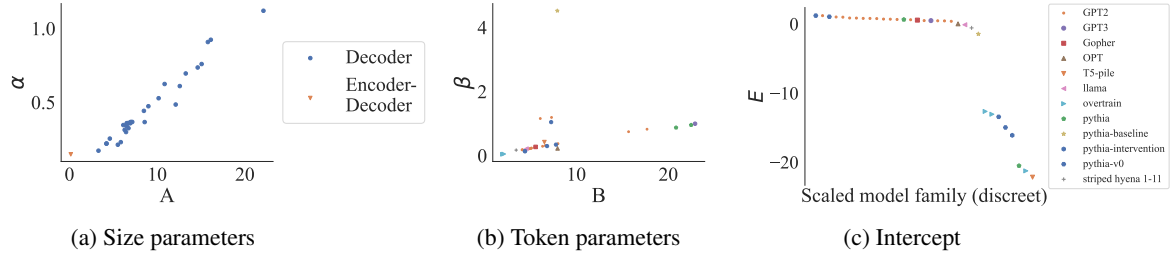 1.0
0.5
α
0
10
20
A
Decoder
Encoder-
Decoder
(a) Size parameters
4
2
0
β
10
20
B
(b) Token parameters
0
−10
−20
E
Scaled model family (discreet)
GPT2
GPT3
Gopher
OPT
T5-pile
llama
overtrain
pythia
pythia-baseline
pythia-intervention
pythia-v0
striped hyena 1-11
(c) Intercept